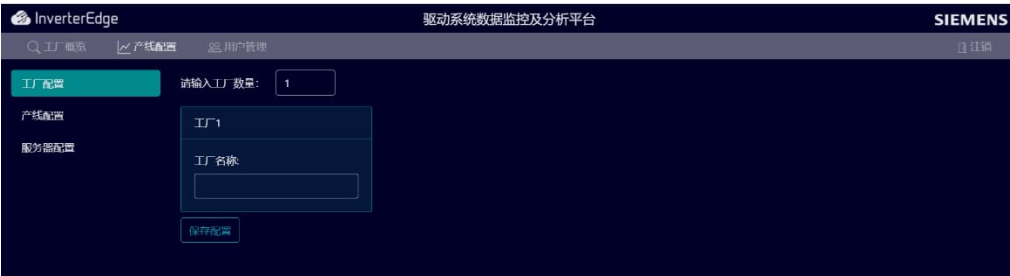 InverterEdge 驱动系统数据监控及分析平台 SIEMENS
工厂概览 产线配置 用户管理 注销
工厂配置 请输入工厂数量: 1
产线配置 工厂1
服务器配置
工厂名称:
保存配置